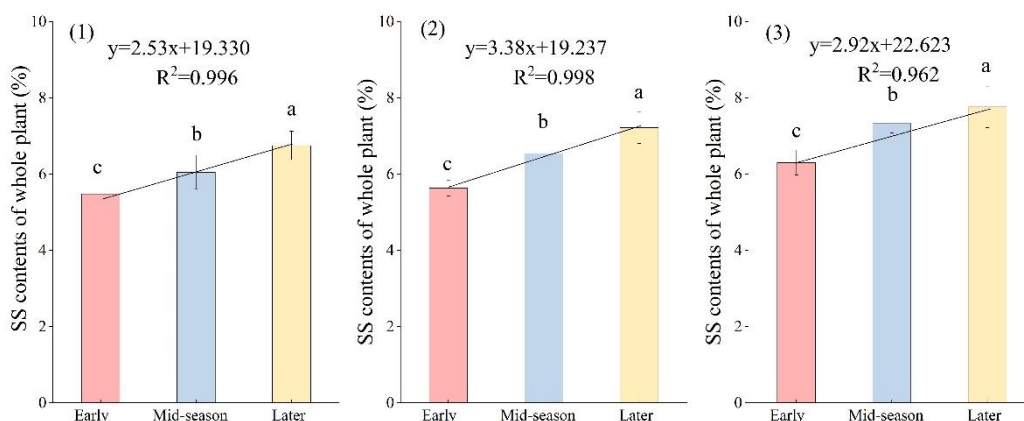 SS contents of whole plant (%)
10
8
6
4
2
0
(1)
y=2.53x+19.330
R²=0.996
c
b
a
Early
Mid-season
Later
SS contents of whole plant (%)
10
8
6
4
2
0
(2)
y=3.38x+19.237
R²=0.998
c
b
a
Early
Mid-season
Later
SS contents of whole plant (%)
10
8
6
4
2
0
(3)
y=2.92x+22.623
R²=0.962
c
b
a
Early
Mid-season
Later